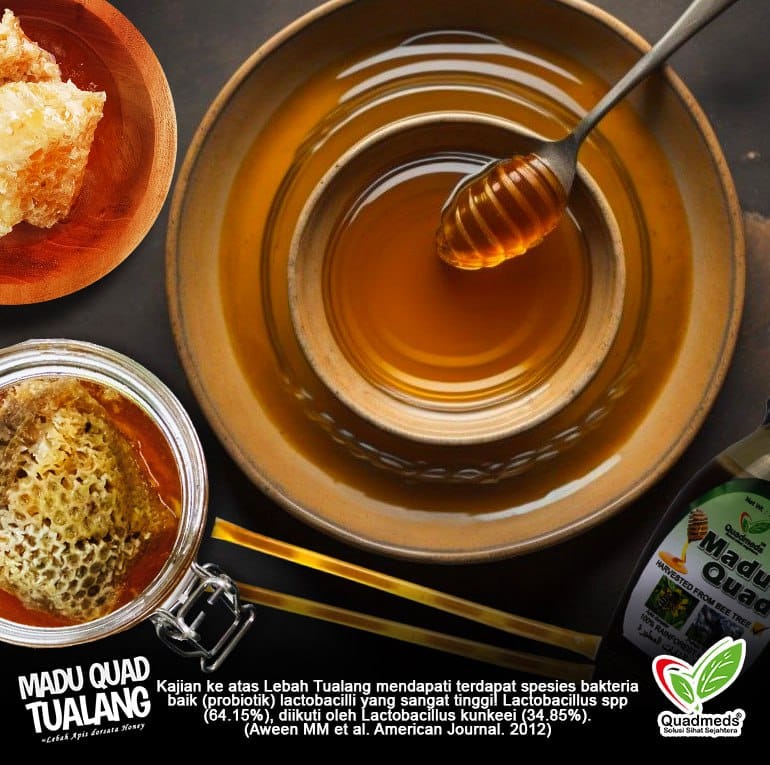 Net Wt
Quadmeds
Madu
Quad
HARVESTED FROM BEE TREE
100% RAINFOREST
MADU QUAD
TUALANG
~Lebah Apis dorsata Honey
Kajian ke atas Lebah Tualang mendapati terdapat spesies bakteria
baik (probiotik) lactobacilli yang sangat tinggiI Lactobacillus spp
(64.15%), diikuti oleh Lactobacillus kunkeei (34.85%).
(Aween MM et al. American Journal. 2012)
Quadmeds®
Solusi Sihat Sejahtera